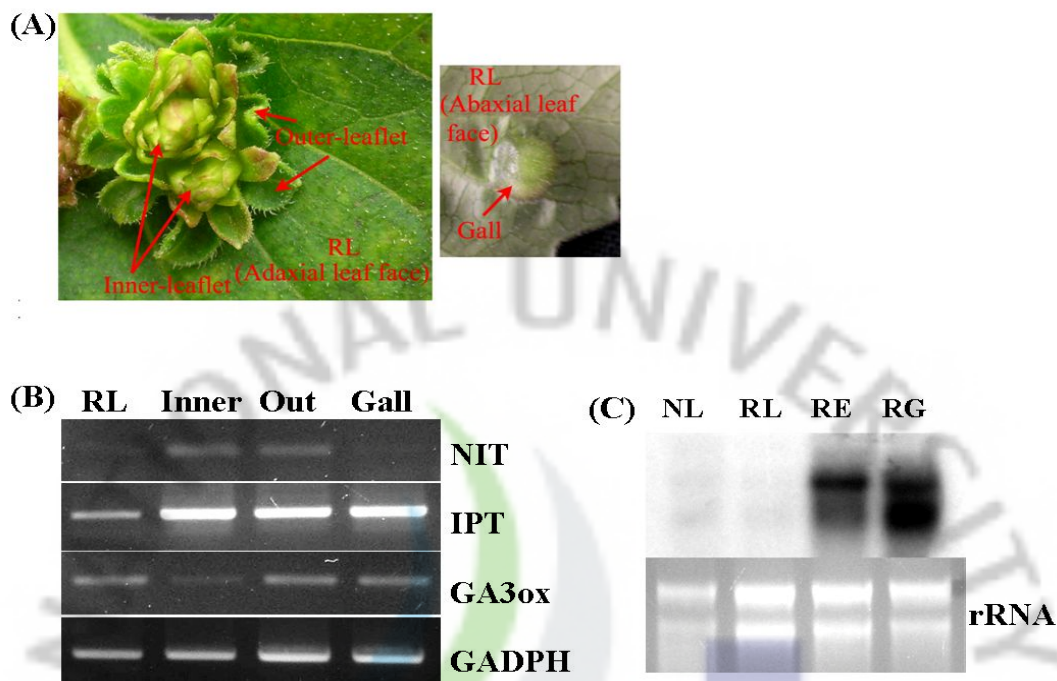 (A)
RL
(Adaxial leaf face)
Outer-leaflet
Inner-leaflet
RL
(Abaxial leaf
face)
Gall
(B)
RL Inner Out Gall
NIT
IPT
GA3ox
GADPH
(C)
NL RL RE RG
rRNA
NAL UNIVERSITY